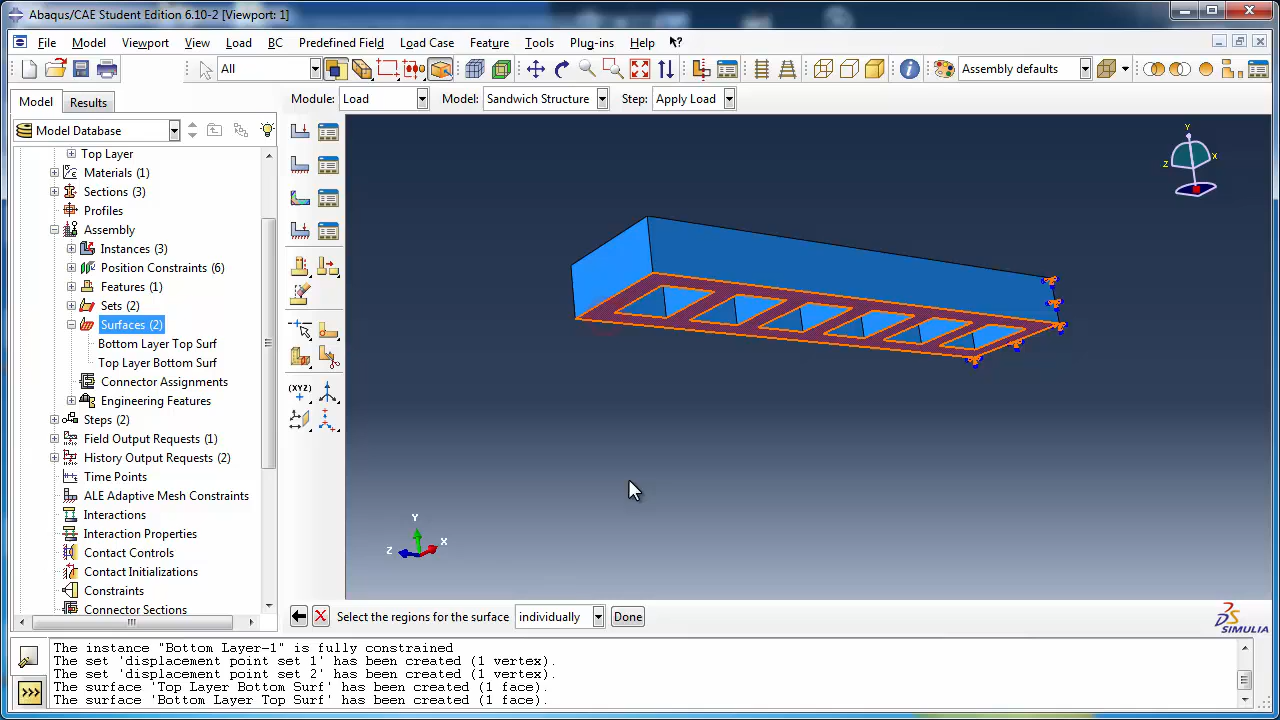 Abaqus/CAE Student Edition 6.10-2 [Viewport: 1]
File Model Viewport View Load BC Predefined Field Load Case Feature Tools Plug-ins Help
All Assembly defaults
Model Results Module: Load Model: Sandwich Structure Step: Apply Load
Model Database
Top Layer
Materials (1)
Sections (3)
Profiles
Assembly
Instances (3)
Position Constraints (6)
Features (1)
Sets (2)
Surfaces (2)
Bottom Layer Top Surf
Top Layer Bottom Surf
Connector Assignments
Engineering Features
Steps (2)
Field Output Requests (1)
History Output Requests (2)
Time Points
ALE Adaptive Mesh Constraints
Interactions
Interaction Properties
Contact Controls
Contact Initializations
Constraints
Connector Sections
(XYZ)
Y
Z X
Y
X
Z
Select the regions for the surface individually Done
SIMULIA
The instance "Bottom Layer-1" is fully constrained
The set 'displacement point set 1' has been created (1 vertex).
The set 'displacement point set 2' has been created (1 vertex).
The surface 'Top Layer Bottom Surf' has been created (1 face).
The surface 'Bottom Layer Top Surf' has been created (1 face).